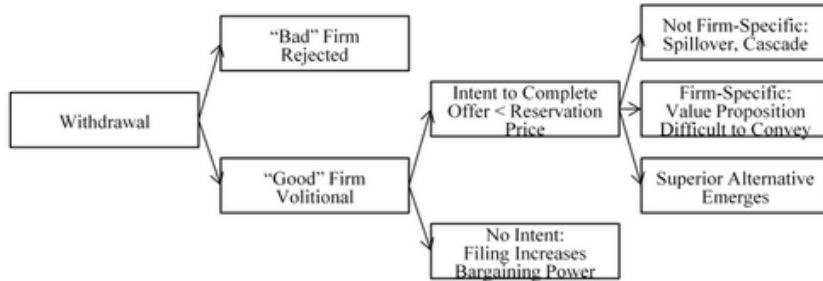 Withdrawal
“Bad” Firm
Rejected
“Good” Firm
Volitional
Intent to Complete
Offer < Reservation
Price
No Intent:
Filing Increases
Bargaining Power
Not Firm-Specific:
Spillover, Cascade
Firm-Specific:
Value Proposition
Difficult to Convey
Superior Alternative
Emerges